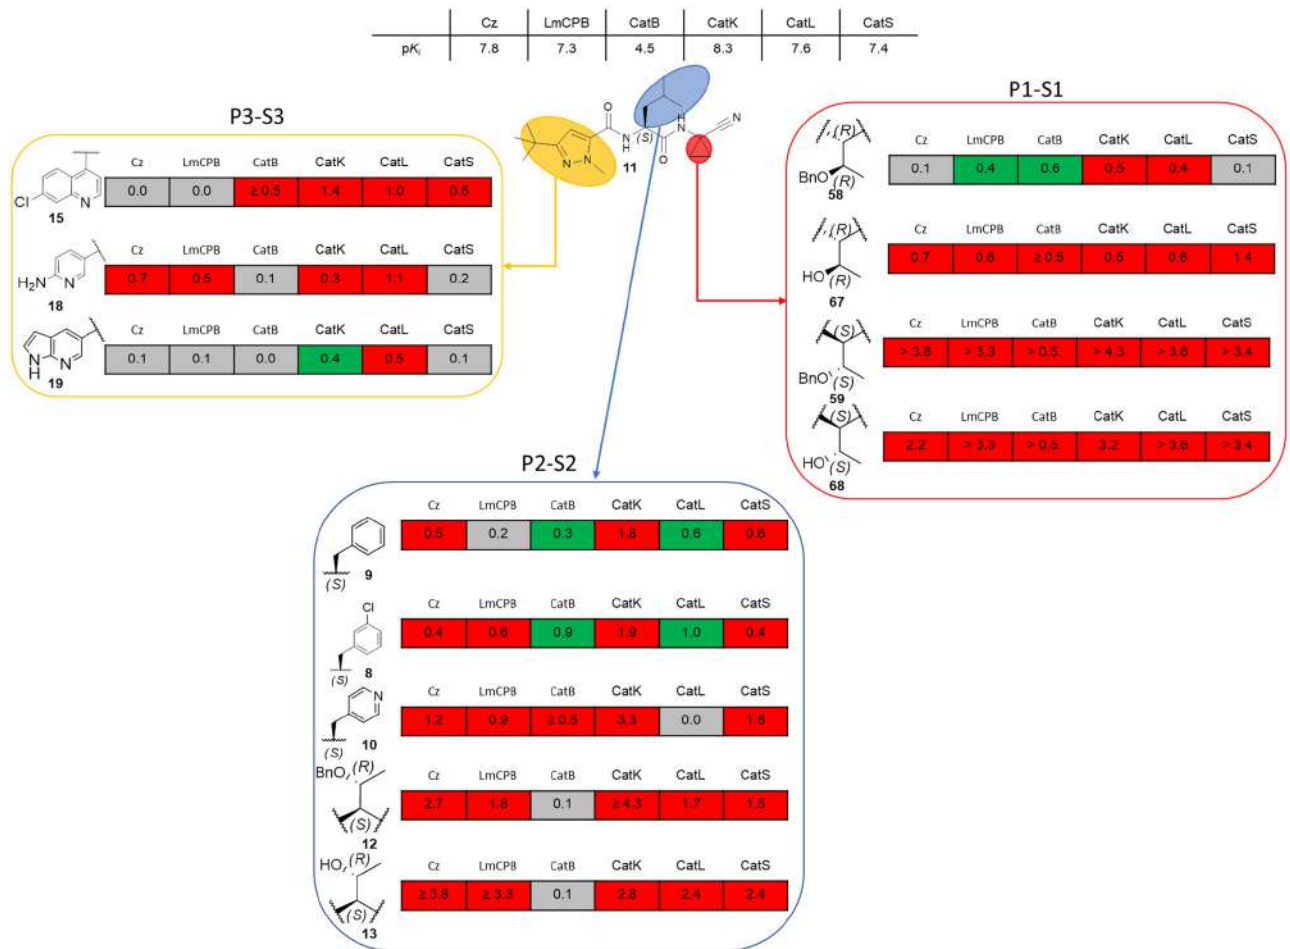 Cz LmCPB CatB CatK CatL CatS
pKi 7.8 7.3 4.5 8.3 7.6 7.4
O
N
H
(S)
O
H
N
N
N
N
11
P3-S3
Cz LmCPB CatB CatK CatL CatS
0.0 0.0 ≥ 0.5 1.4 1.0 0.5
Cl
N
15
Cz LmCPB CatB CatK CatL CatS
0.7 0.5 0.1 0.3 1.1 0.2
H2N
N
18
Cz LmCPB CatB CatK CatL CatS
0.1 0.1 0.0 0.4 0.5 0.1
N
H
N
19
P1-S1
(R)
Cz LmCPB CatB CatK CatL CatS
0.1 0.4 0.6 0.5 0.4 0.1
BnO
(R)
58
(R)
Cz LmCPB CatB CatK CatL CatS
0.7 0.6 ≥ 0.5 0.5 0.6 1.4
HO
(R)
67
Cz LmCPB CatB CatK CatL CatS
(S)
> 3.8 > 3.3 > 0.5. > 4.3 > 3.6 > 3.4
BnO
(S)
59
(S)
Cz LmCPB CatB CatK CatL CatS
2.2 > 3.3 > 0.5. 3.2 > 3.6 > 3.4
HO
(S)
68
P2-S2
Cz LmCPB CatB CatK CatL CatS
0.5 0.2 0.3 1.8 0.6 0.6
(S)
9
Cl
Cz LmCPB CatB CatK CatL CatS
0.4 0.6 0.9 1.9 1.0 0.4
(S)
8
N
Cz LmCPB CatB CatK CatL CatS
1.2 0.9 ≥ 0.5 3.3 0.0 1.8
(S)
10
BnO
(R)
Cz LmCPB CatB CatK CatL CatS
2.7 1.8 0.1 ≥ 4.3 1.7 1.5
(S)
12
HO
(R)
Cz LmCPB CatB CatK CatL CatS
≥ 3.8 ≥ 3.3 0.1 2.8 2.4 2.4
(S)
13